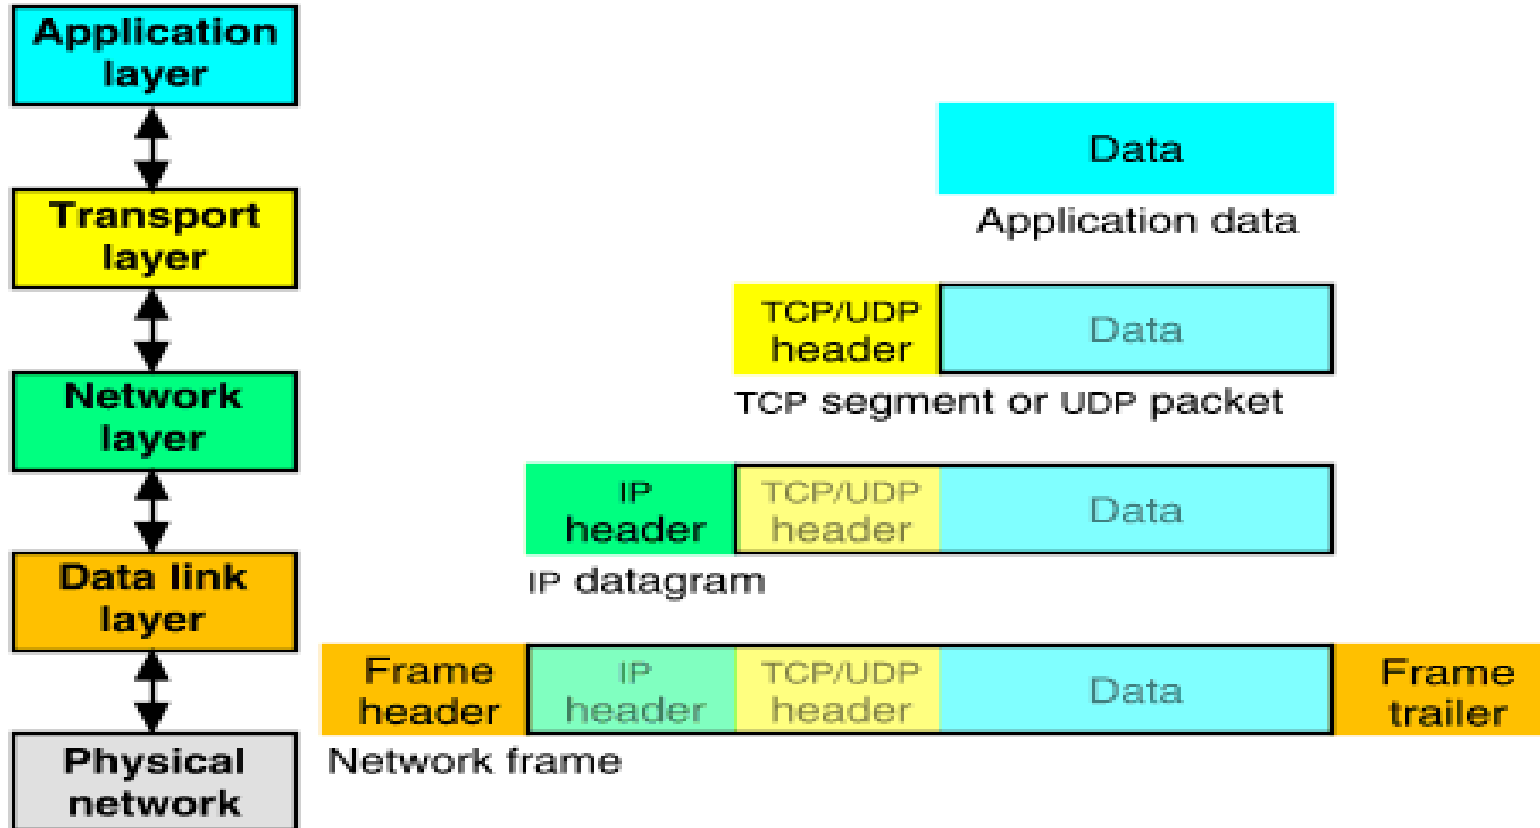 Application
layer
Data
Application data
Transport
layer
TCP/UDP
header
Data
TCP segment or UDP packet
Network
layer
IP
header
TCP/UDP
header
Data
IP datagram
Data link
layer
Frame
header
IP
header
TCP/UDP
header
Data
Frame
trailer
Network frame
Physical
network